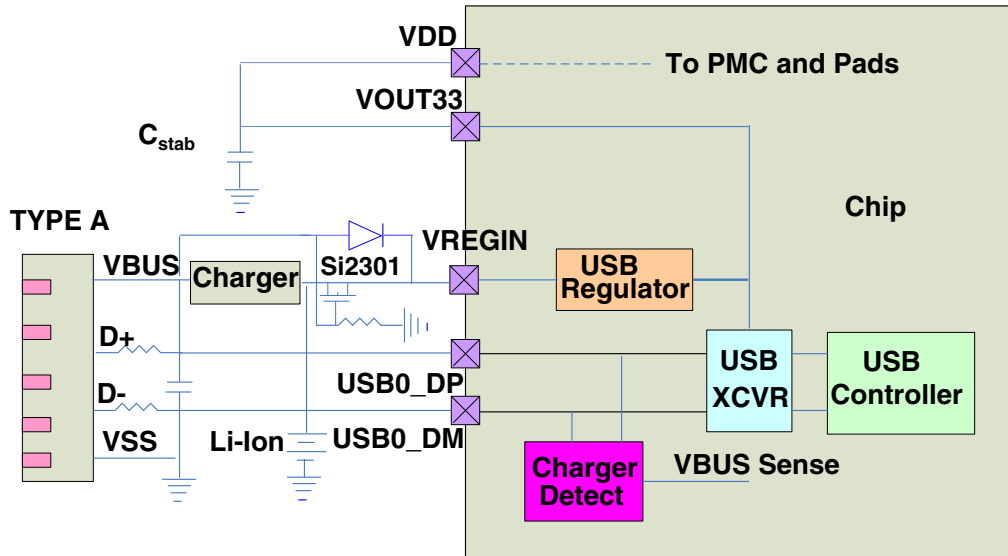 VDD
To PMC and Pads
VOUT33
C_stab
Chip
TYPE A
VREGIN
VBUS
Si2301
Charger
USB
Regulator
D+
USB
XCVR
USB
Controller
USB0_DP
D-
Li-Ion
USB0_DM
VSS
Charger
Detect
VBUS Sense